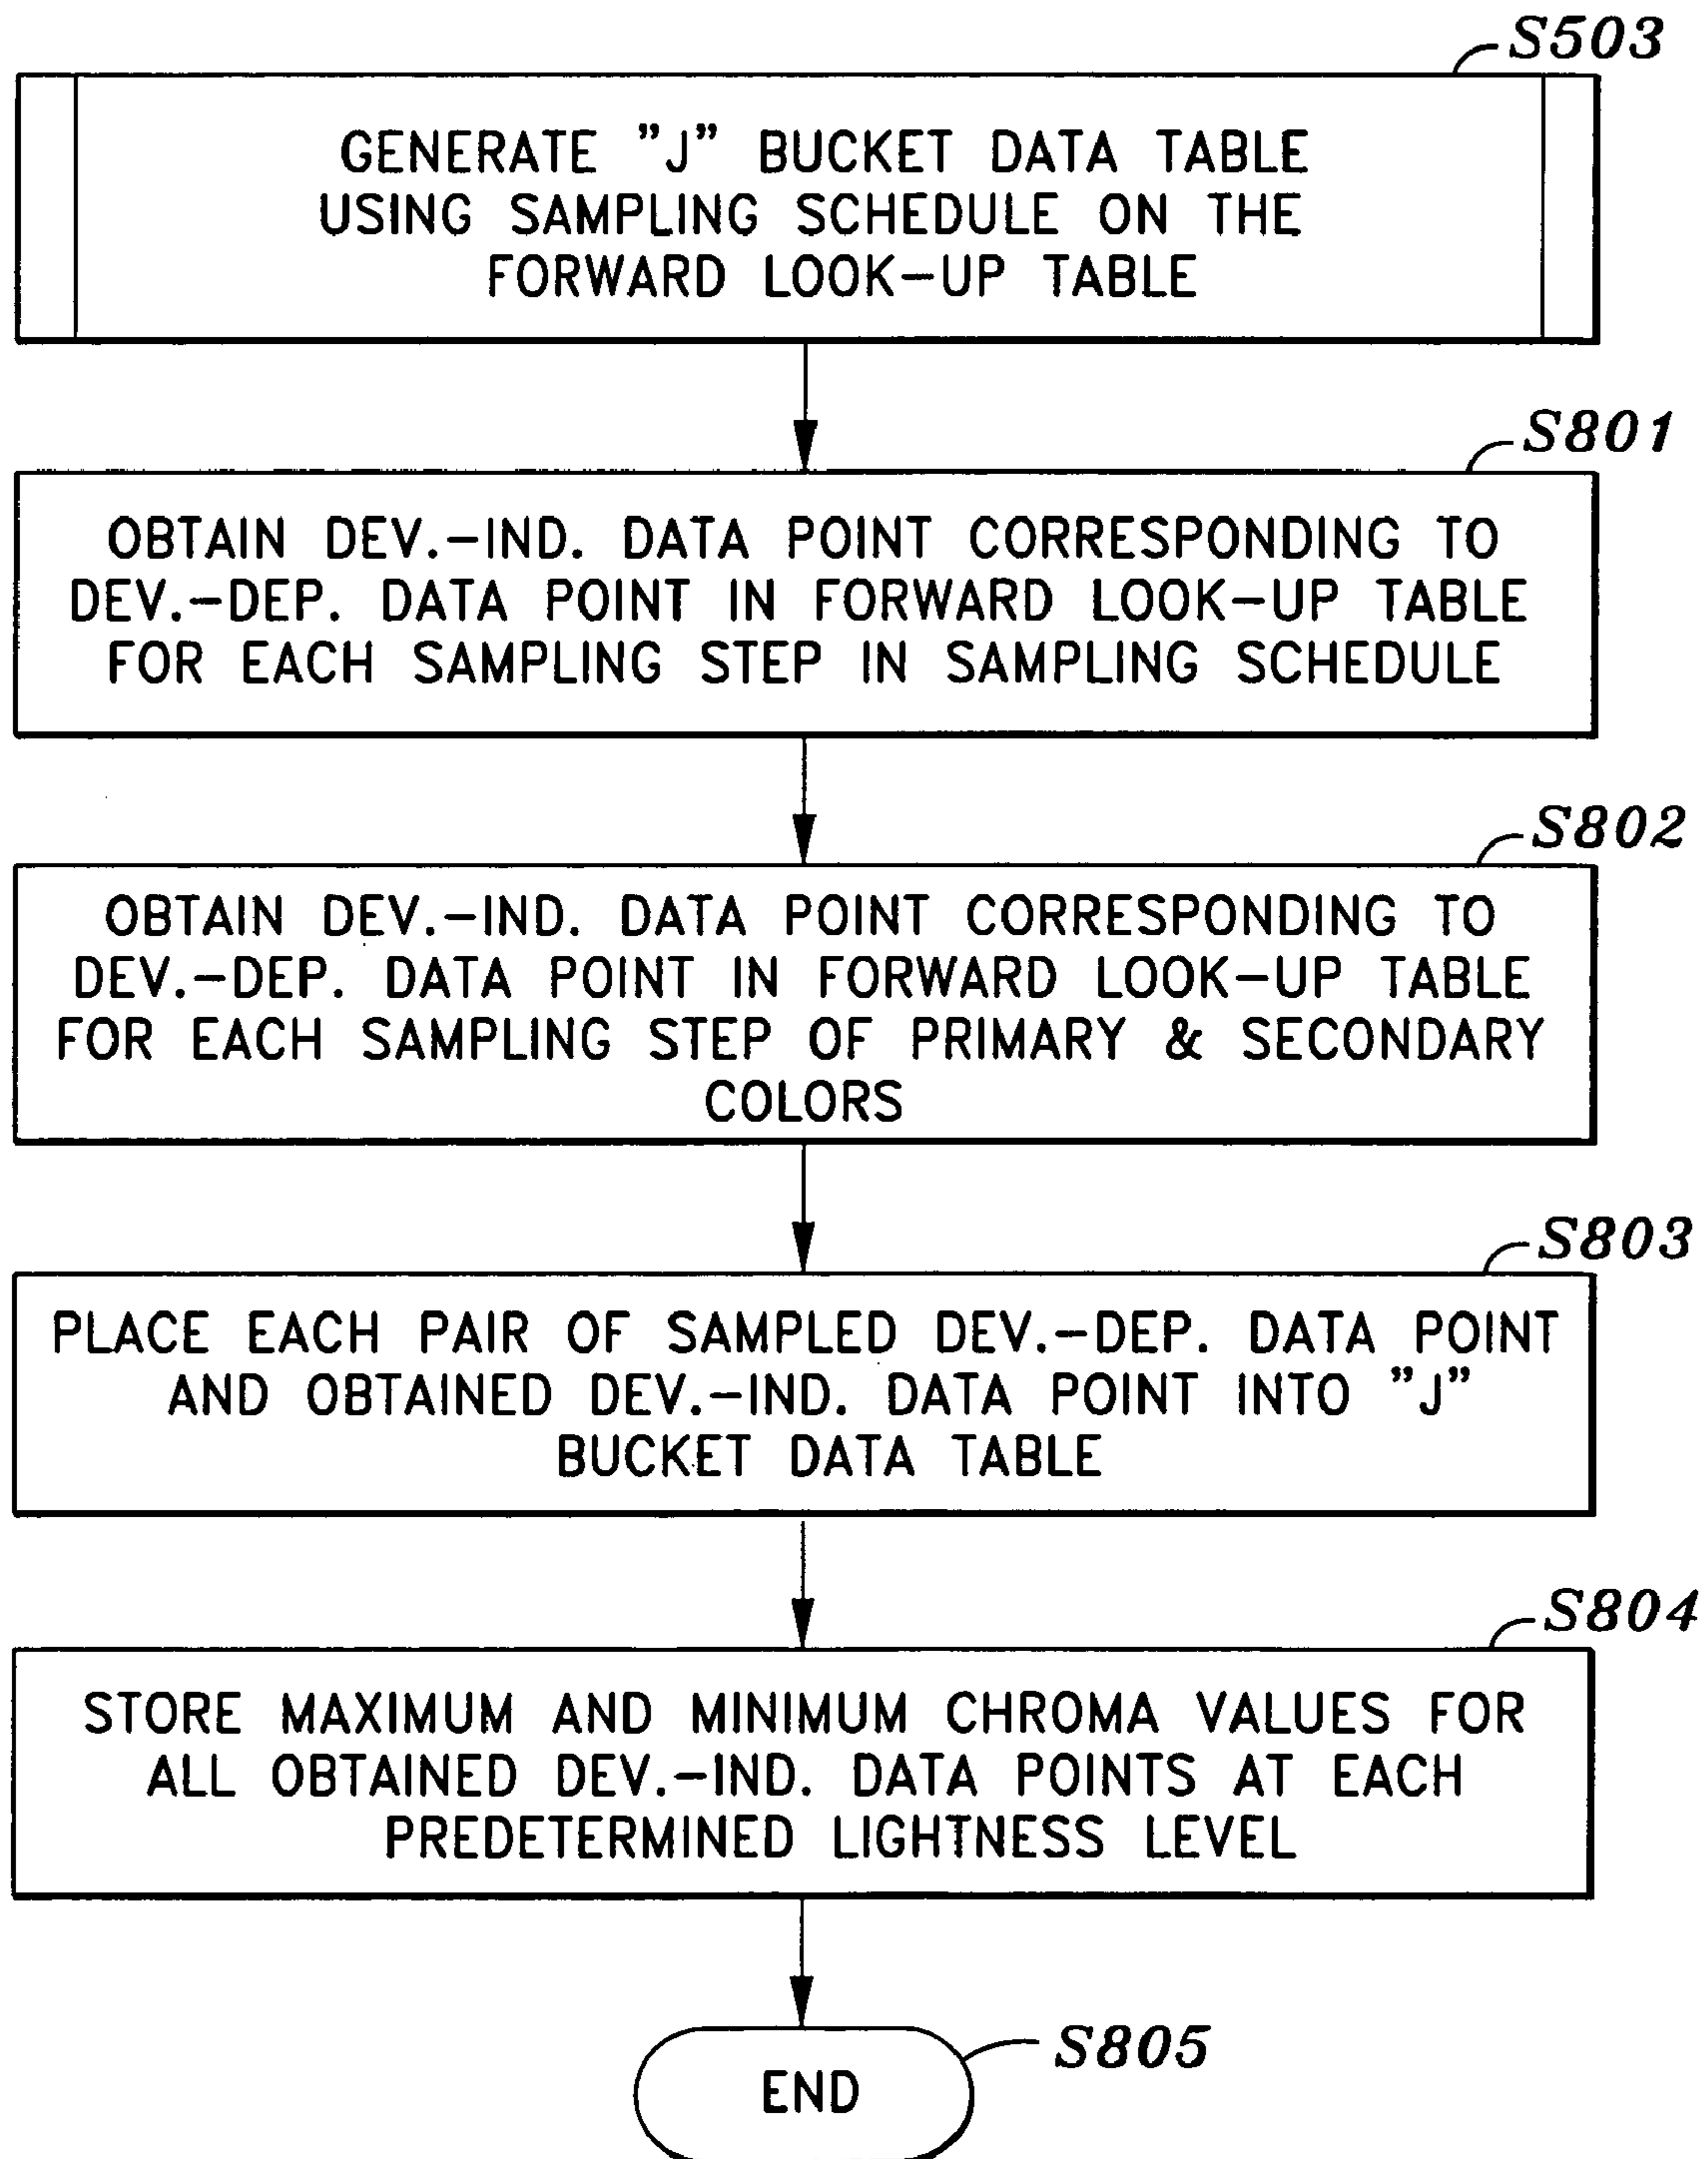 S503
GENERATE "J" BUCKET DATA TABLE
USING SAMPLING SCHEDULE ON THE
FORWARD LOOK-UP TABLE
S801
OBTAIN DEV.-IND. DATA POINT CORRESPONDING TO
DEV.-DEP. DATA POINT IN FORWARD LOOK-UP TABLE
FOR EACH SAMPLING STEP IN SAMPLING SCHEDULE
S802
OBTAIN DEV.-IND. DATA POINT CORRESPONDING TO
DEV.-DEP. DATA POINT IN FORWARD LOOK-UP TABLE
FOR EACH SAMPLING STEP OF PRIMARY & SECONDARY
COLORS
S803
PLACE EACH PAIR OF SAMPLED DEV.-DEP. DATA POINT
AND OBTAINED DEV.-IND. DATA POINT INTO "J"
BUCKET DATA TABLE
S804
STORE MAXIMUM AND MINIMUM CHROMA VALUES FOR
ALL OBTAINED DEV.-IND. DATA POINTS AT EACH
PREDETERMINED LIGHTNESS LEVEL
S805
END